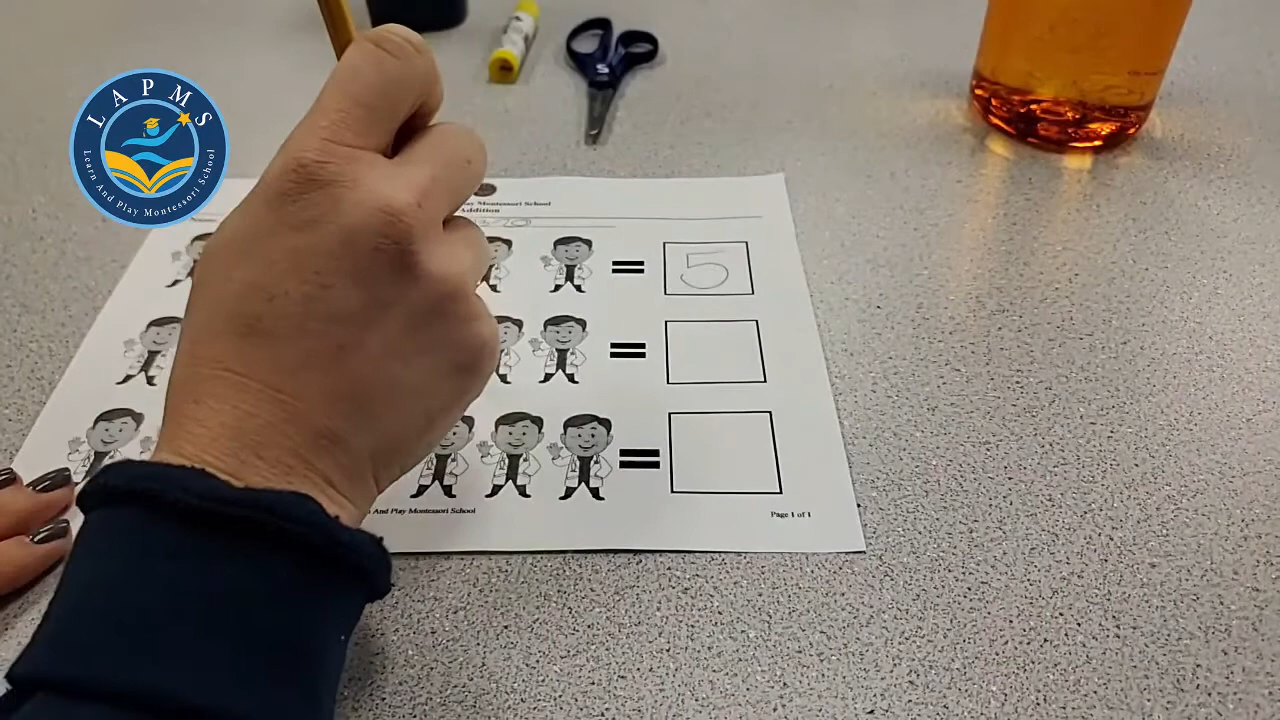 LAPMS
Learn And Play Montessori School
Montessori School
Addition
5
And Play Montessori School
Page 1 of 1